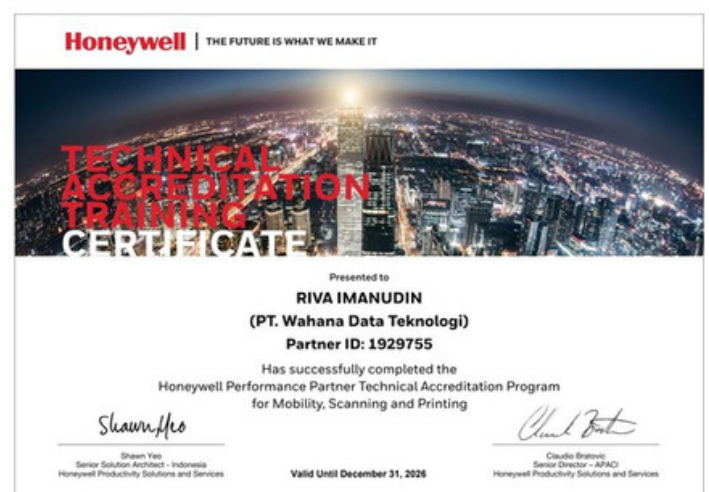 Honeywell | THE FUTURE IS WHAT WE MAKE IT
TECHNICAL
ACCREDITATION
TRAINING
CERTIFICATE
Presented to
RIVA IMANUDIN
(PT. Wahana Data Teknologi)
Partner ID: 1929755
Has successfully completed the
Honeywell Performance Partner Technical Accreditation Program
for Mobility, Scanning and Printing
Shawn Yeo
Shawn Yeo
Senior Solution Architect - Indonesia
Honeywell Productivity Solutions and Services
Valid Until December 31, 2026
Claudio Bratovic
Senior Director – APACI
Honeywell Productivity Solutions and Services